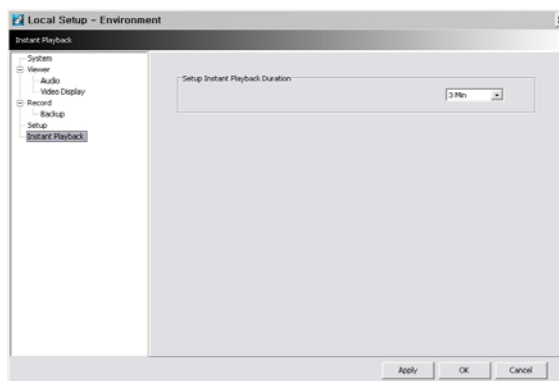 Local Setup - Environment
Instant Playback
System
Viewer
Audio
Video Display
Record
Backup
Setup
Instant Playback
Setup Instant Playback Duration
3 Min
Apply
OK
Cancel